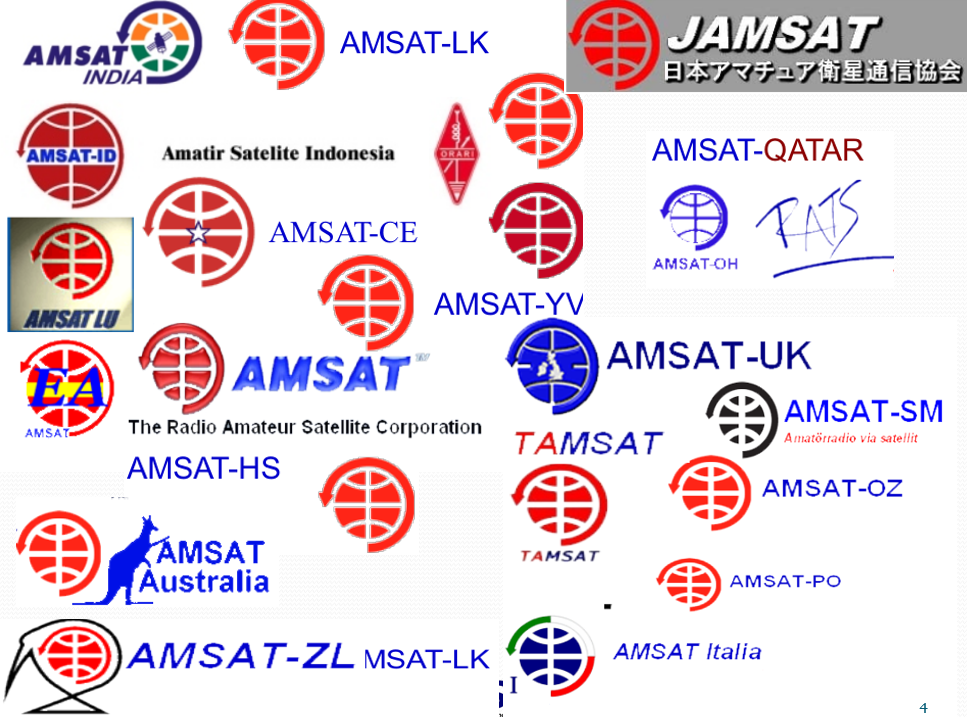 AMSAT
INDIA
AMSAT-LK
JAMSAT
日本アマチュア衛星通信協会
AMSAT-ID
Amatir Satelite Indonesia
ORARI
AMSAT-QATAR
AMSAT-CE
AMSAT-OH
RATS
AMSAT LU
AMSAT-YV
EA
AMSAT
AMSAT™
The Radio Amateur Satellite Corporation
AMSAT-UK
AMSAT-SM
Amatörradio via satellit
TAMSAT
AMSAT-HS
AMSAT-OZ
TAMSAT
AMSAT
Australia
AMSAT-PO
AMSAT-ZL
MSAT-LK
AMSAT Italia
I
4